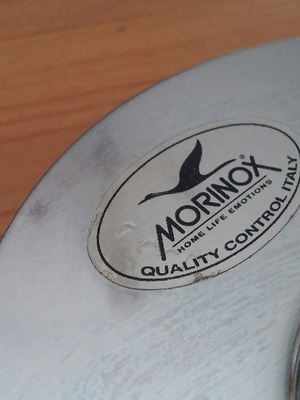 MORINOX®
HOME LIFE EMOTIONS
QUALITY CONTROL ITALY